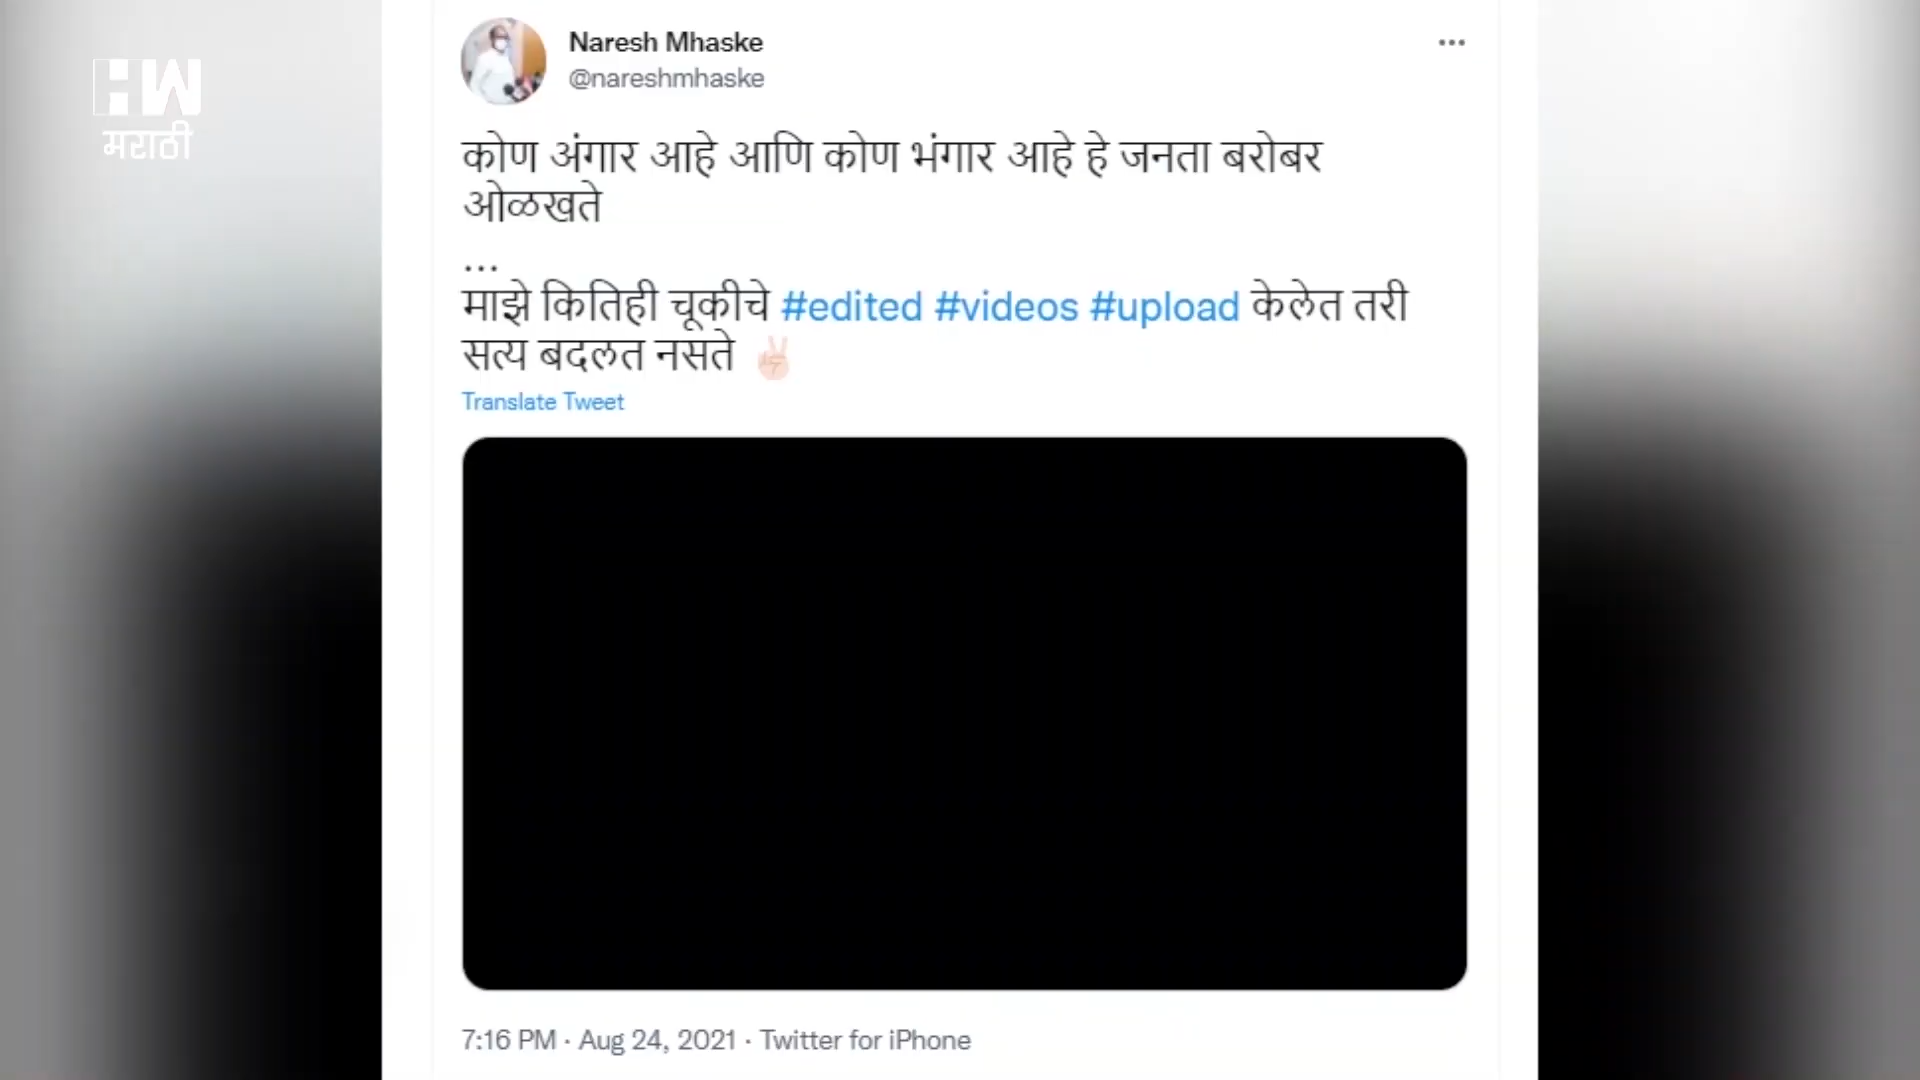 HW
मराठी
Naresh Mhaske
@nareshmhaske
कोण अंगार आहे आणि कोण भंगार आहे हे जनता बरोबर
ओळखते
...
माझे कितिही चूकीचे #edited #videos #upload केलेत तरी
सत्य बदलत नसते ✌🏻
Translate Tweet
7:16 PM · Aug 24, 2021 · Twitter for iPhone